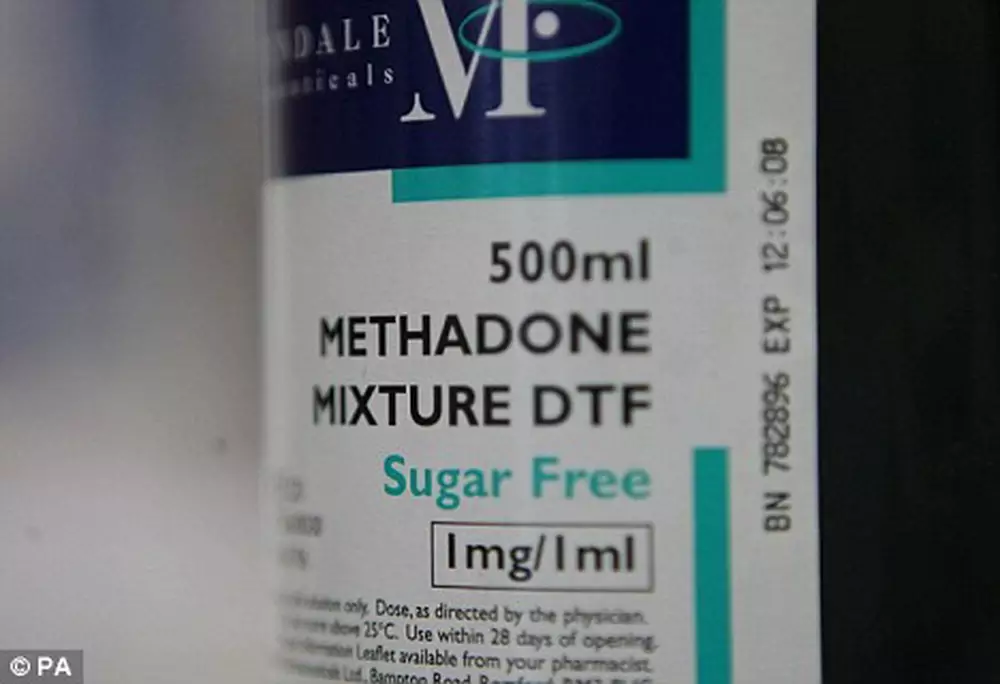 NDALE
M
500ml
METHADONE
MIXTURE DTF
Sugar Free
1mg/1ml
only. Dose, as directed by the physician.
above 25°C. Use within 28 days of opening.
Leaflet available from your pharmacist.
Ltd., Bampton Road, Romford,
BN 782896 EXP 12:06:08
© PA